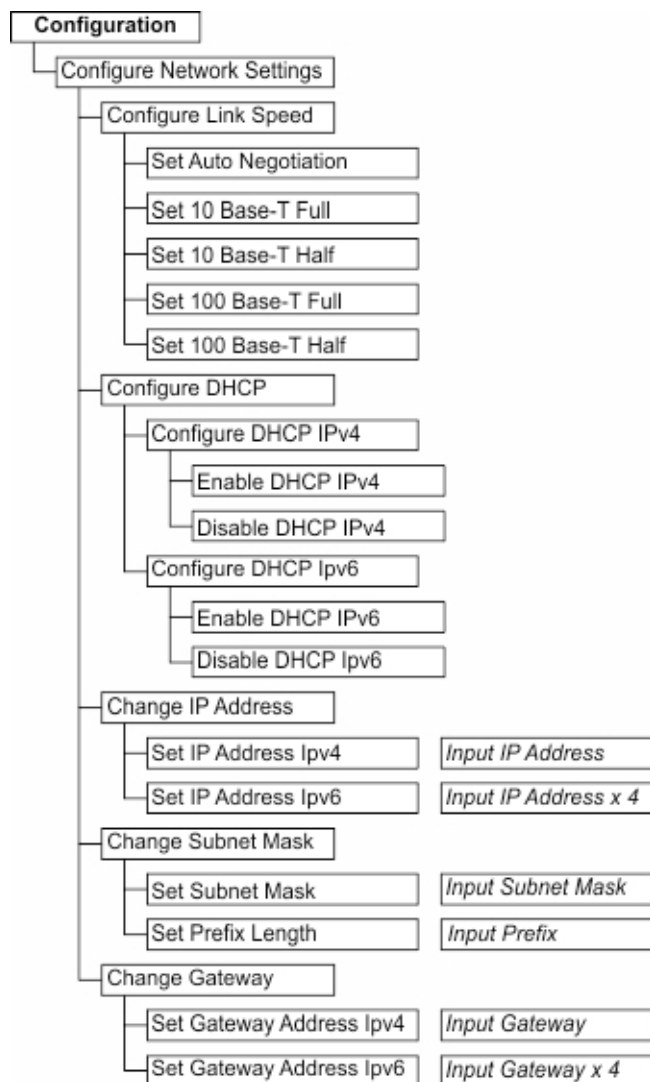 Configuration
Configure Network Settings
Configure Link Speed
Set Auto Negotiation
Set 10 Base-T Full
Set 10 Base-T Half
Set 100 Base-T Full
Set 100 Base-T Half
Configure DHCP
Configure DHCP IPv4
Enable DHCP IPv4
Disable DHCP IPv4
Configure DHCP Ipv6
Enable DHCP IPv6
Disable DHCP Ipv6
Change IP Address
Set IP Address Ipv4 Input IP Address
Set IP Address Ipv6 Input IP Address x 4
Change Subnet Mask
Set Subnet Mask Input Subnet Mask
Set Prefix Length Input Prefix
Change Gateway
Set Gateway Address Ipv4 Input Gateway
Set Gateway Address Ipv6 Input Gateway x 4